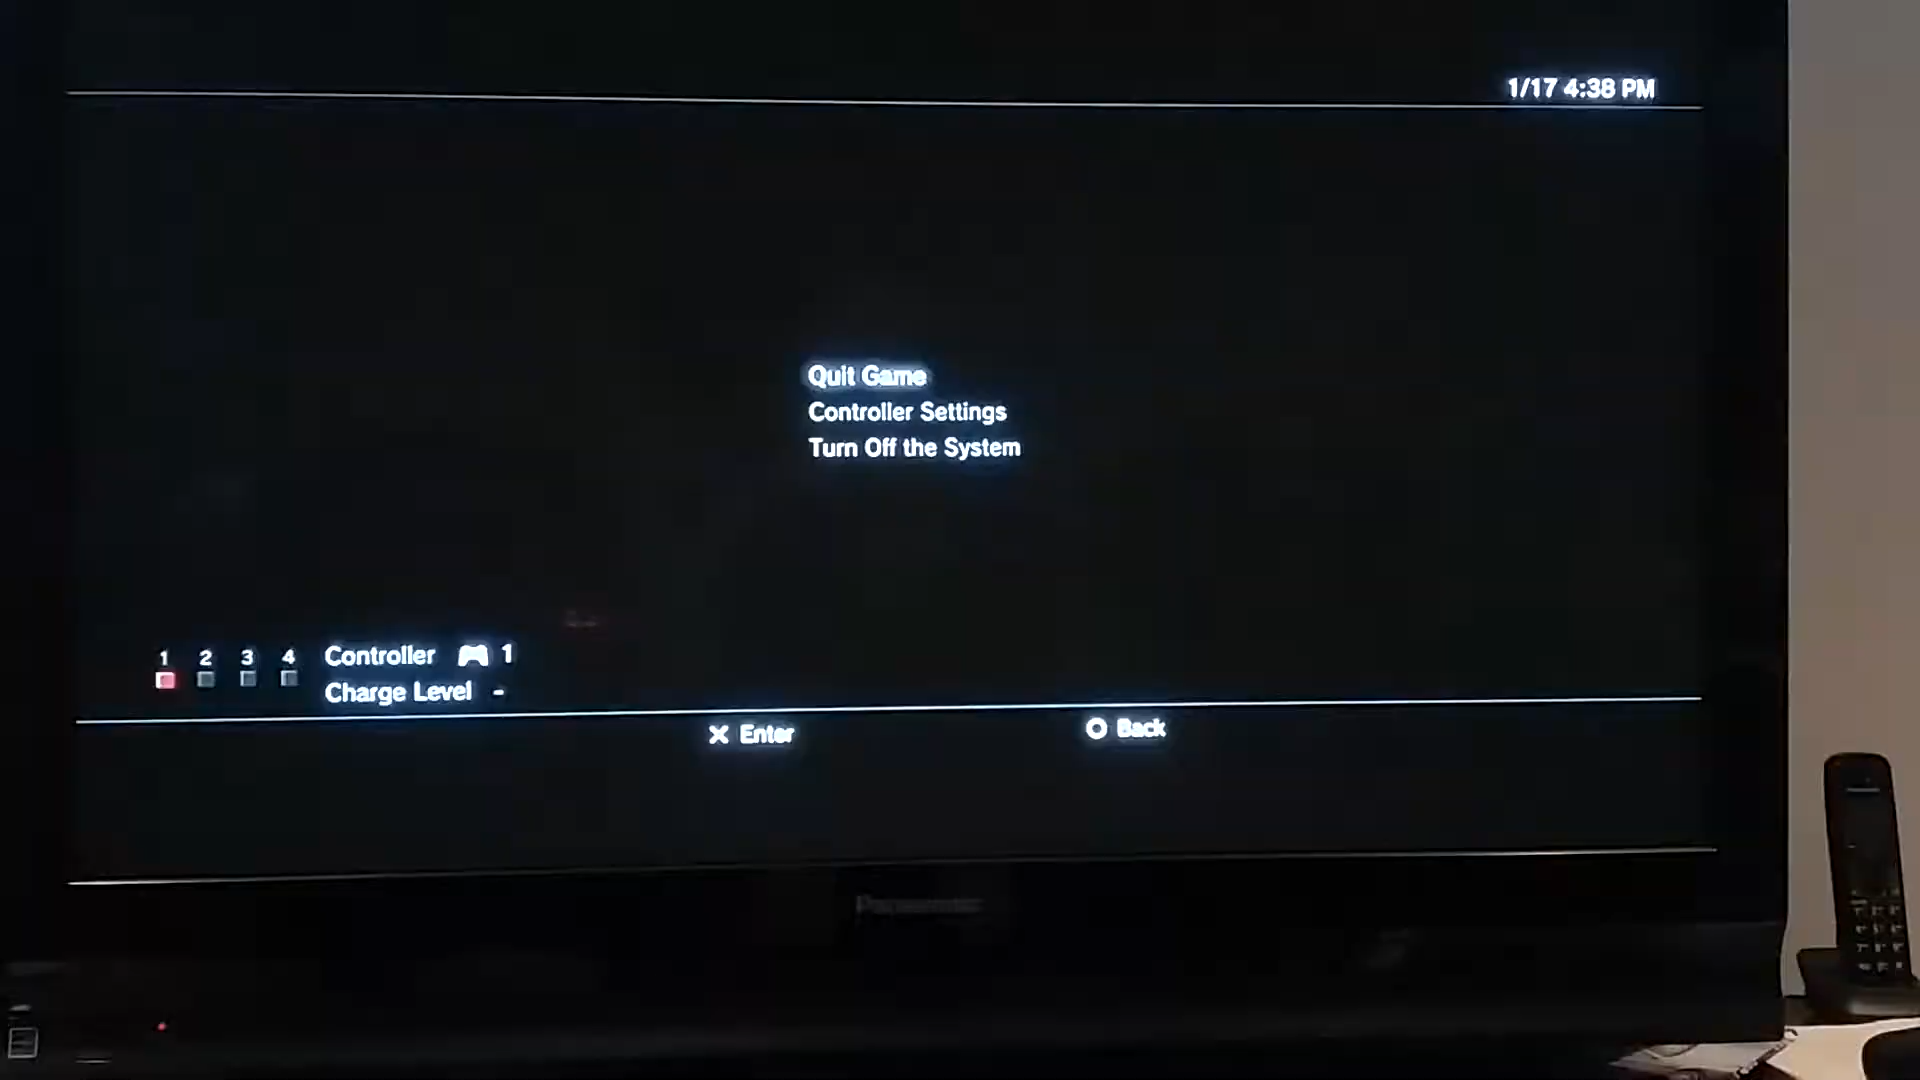 1/17 4:38 PM
Quit Game
Controller Settings
Turn Off the System
1 2 3 4
Controller 1
Charge Level -
X Enter
O Back
Panasonic